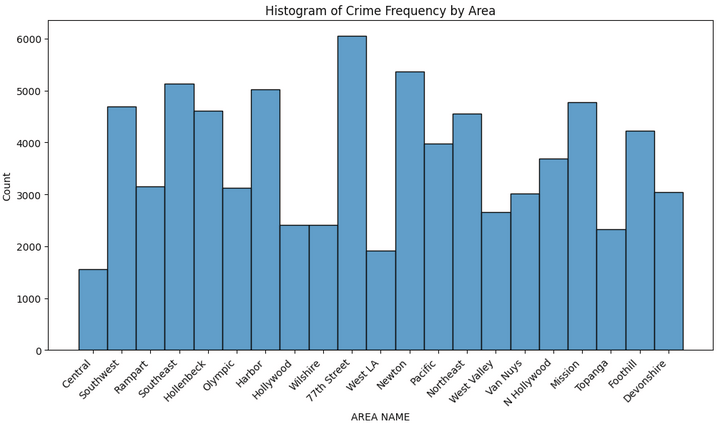 Histogram of Crime Frequency by Area
6000
5000
4000
3000
2000
1000
0
Count
Central
Southwest
Rampart
Southeast
Hollenbeck
Olympic
Harbor
Hollywood
Wilshire
77th Street
West LA
Newton
Pacific
Northeast
West Valley
Van Nuys
N Hollywood
Mission
Topanga
Foothill
Devonshire
AREA NAME